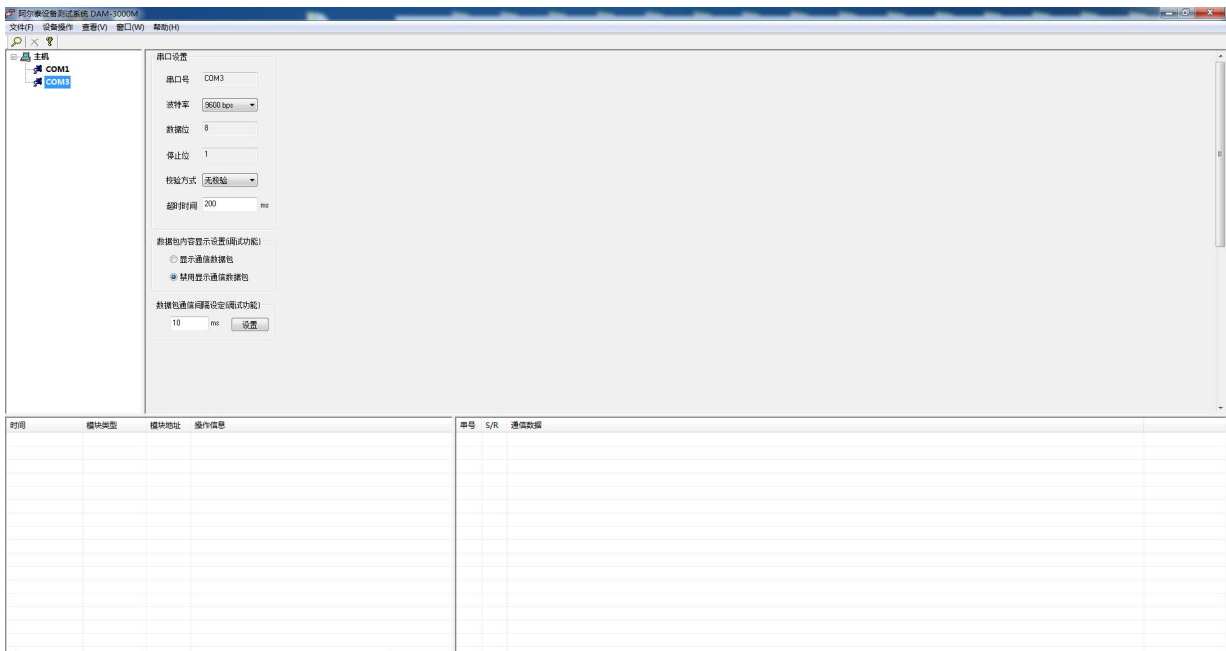 阿尔泰设备测试系统 DAM-3000M
文件(F) 设备操作 查看(V) 窗口(W) 帮助(H)
主机
COM1
COM3
串口设置
串口号 COM3
波特率 9600 bps
数据位 8
停止位 1
校验方式 无校验
超时时间 200 ms
数据包内容显示设置(调试功能)
显示通信数据包
禁用显示通信数据包
数据包通信间隔设定(调试功能)
10 ms 设置
时间 模块类型 模块地址 操作信息
串号 S/R 通信数据